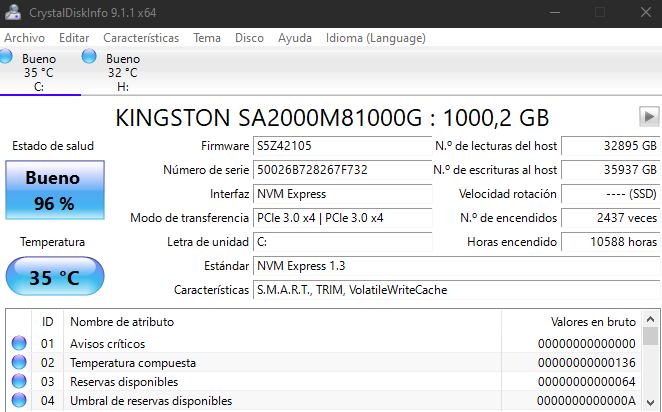 CrystalDiskInfo 9.1.1 x64
Archivo Editar Características Tema Disco Ayuda Idioma (Language)
Bueno Bueno
35 °C 32 °C
C: H:
KINGSTON SA2000M81000G : 1000,2 GB
Estado de salud
Bueno
96 %
Temperatura
35 °C
Firmware S5Z42105
Número de serie 50026B728267F732
Interfaz NVM Express
Modo de transferencia PCIe 3.0 x4 | PCIe 3.0 x4
Letra de unidad C:
Estándar NVM Express 1.3
Características S.M.A.R.T., TRIM, VolatileWriteCache
N.º de lecturas del host 32895 GB
N.º de escrituras al host 35937 GB
Velocidad rotación ---- (SSD)
N.º de encendidos 2437 veces
Horas encendido 10588 horas
ID Nombre de atributo Valores en bruto
01 Avisos críticos 00000000000000
02 Temperatura compuesta 00000000000136
03 Reservas disponibles 00000000000064
04 Umbral de reservas disponibles 0000000000000A